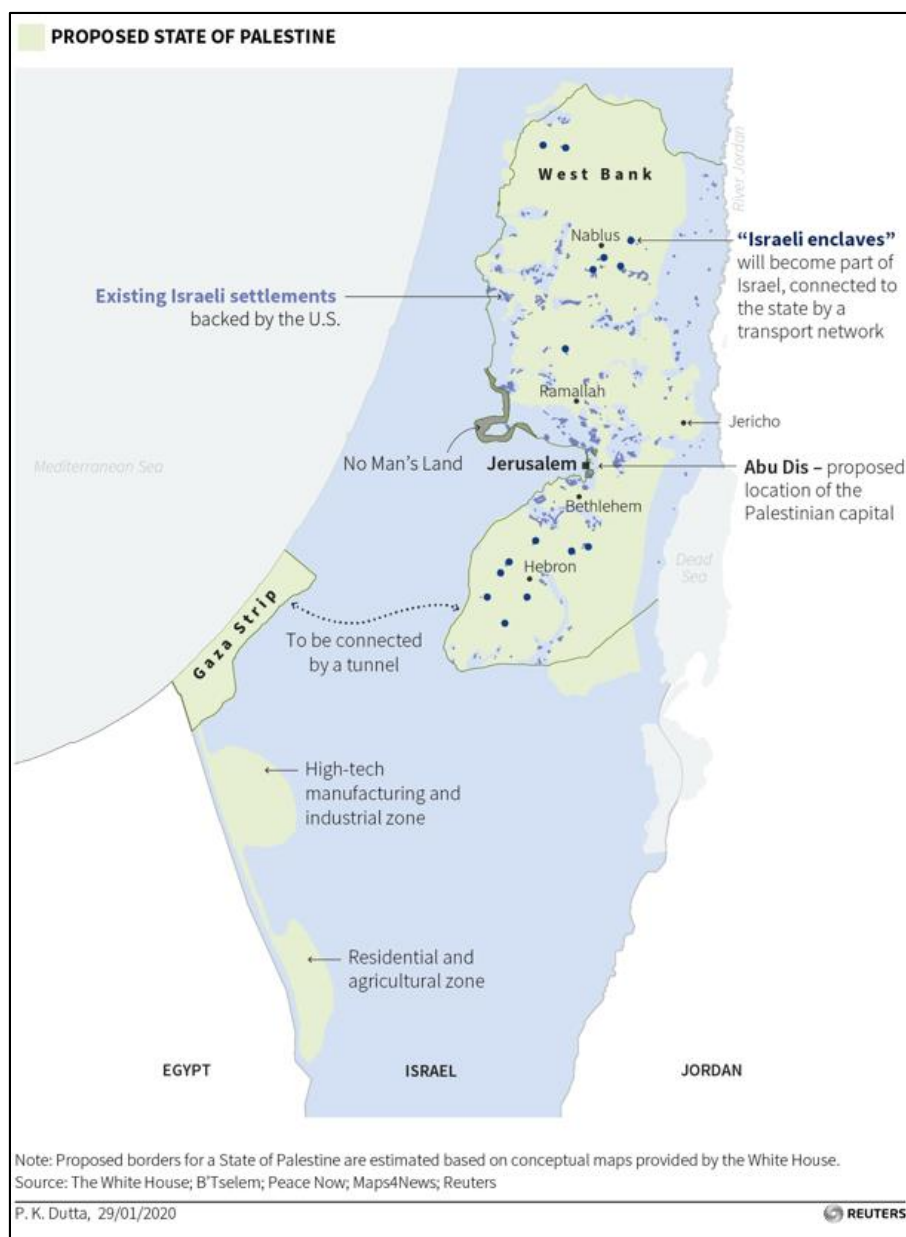 PROPOSED STATE OF PALESTINE
River Jordan
West Bank
Nablus
“Israeli enclaves”
will become part of
Israel, connected to
the state by a
transport network
Existing Israeli settlements
backed by the U.S.
Ramallah
Jericho
Mediterranean Sea
No Man’s Land
Jerusalem
Abu Dis – proposed
location of the
Palestinian capital
Bethlehem
Dead
Sea
Hebron
Gaza Strip
To be connected
by a tunnel
High-tech
manufacturing and
industrial zone
Residential and
agricultural zone
EGYPT
ISRAEL
JORDAN
Note: Proposed borders for a State of Palestine are estimated based on conceptual maps provided by the White House.
Source: The White House; B’Tselem; Peace Now; Maps4News; Reuters
P. K. Dutta, 29/01/2020
REUTERS